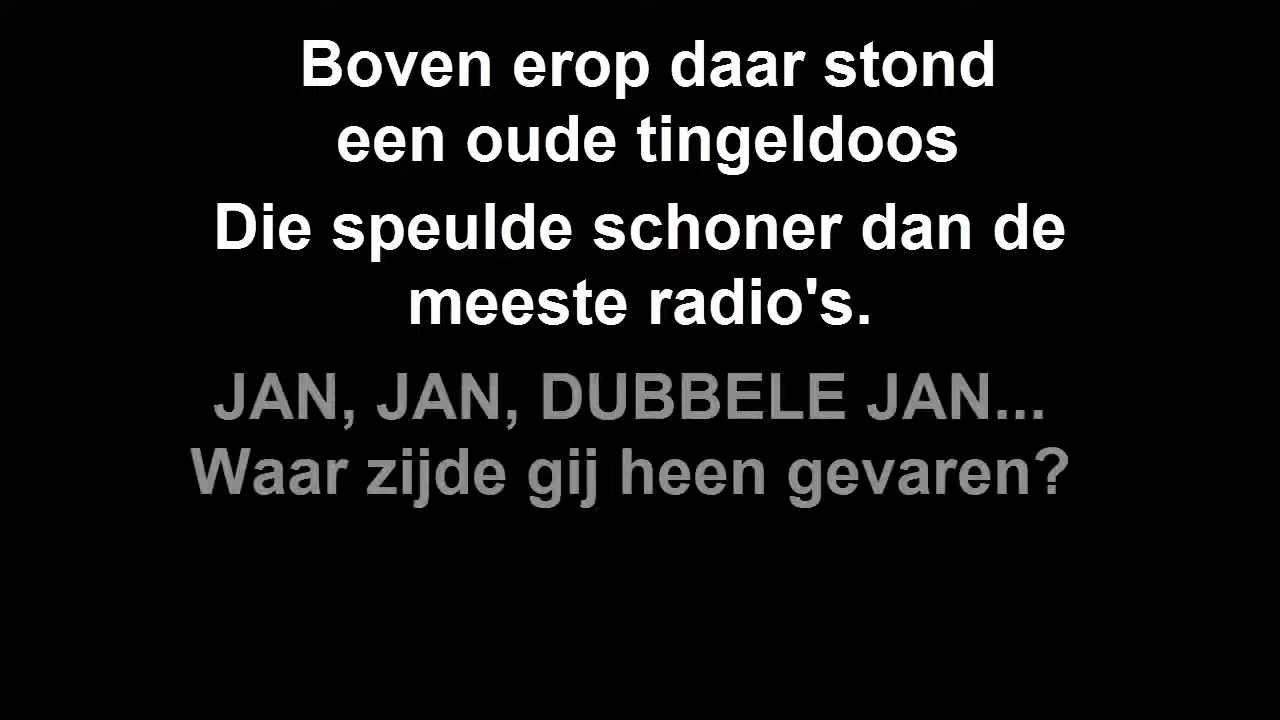 Boven erop daar stond
een oude tingeldoos
Die speulde schoner dan de
meeste radio's.
JAN, JAN, DUBBELE JAN...
Waar zijde gij heen gevaren?